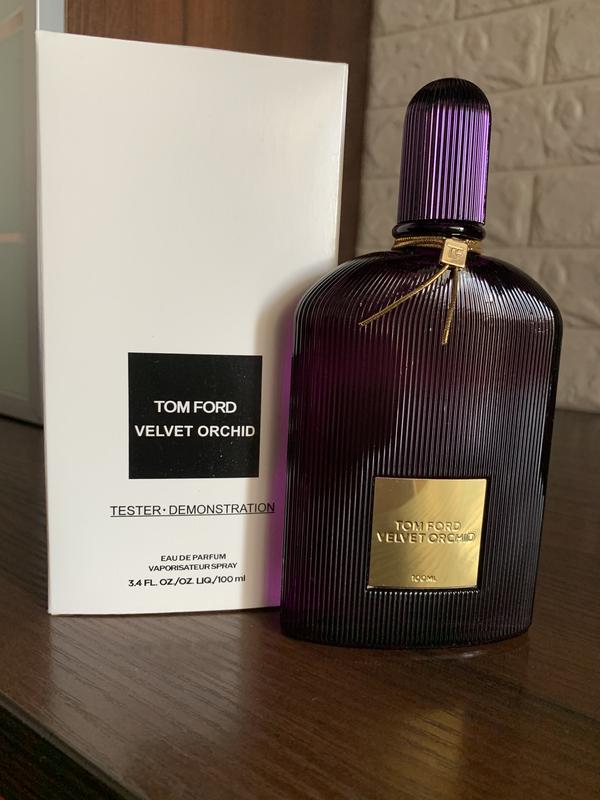 TOM FORD
VELVET ORCHID
TESTER•DEMONSTRATION
EAU DE PARFUM
VAPORISATEUR SPRAY
3.4 FL. OZ./OZ. LIQ./100 ml
TF
TOM FORD
VELVET ORCHID
100ML